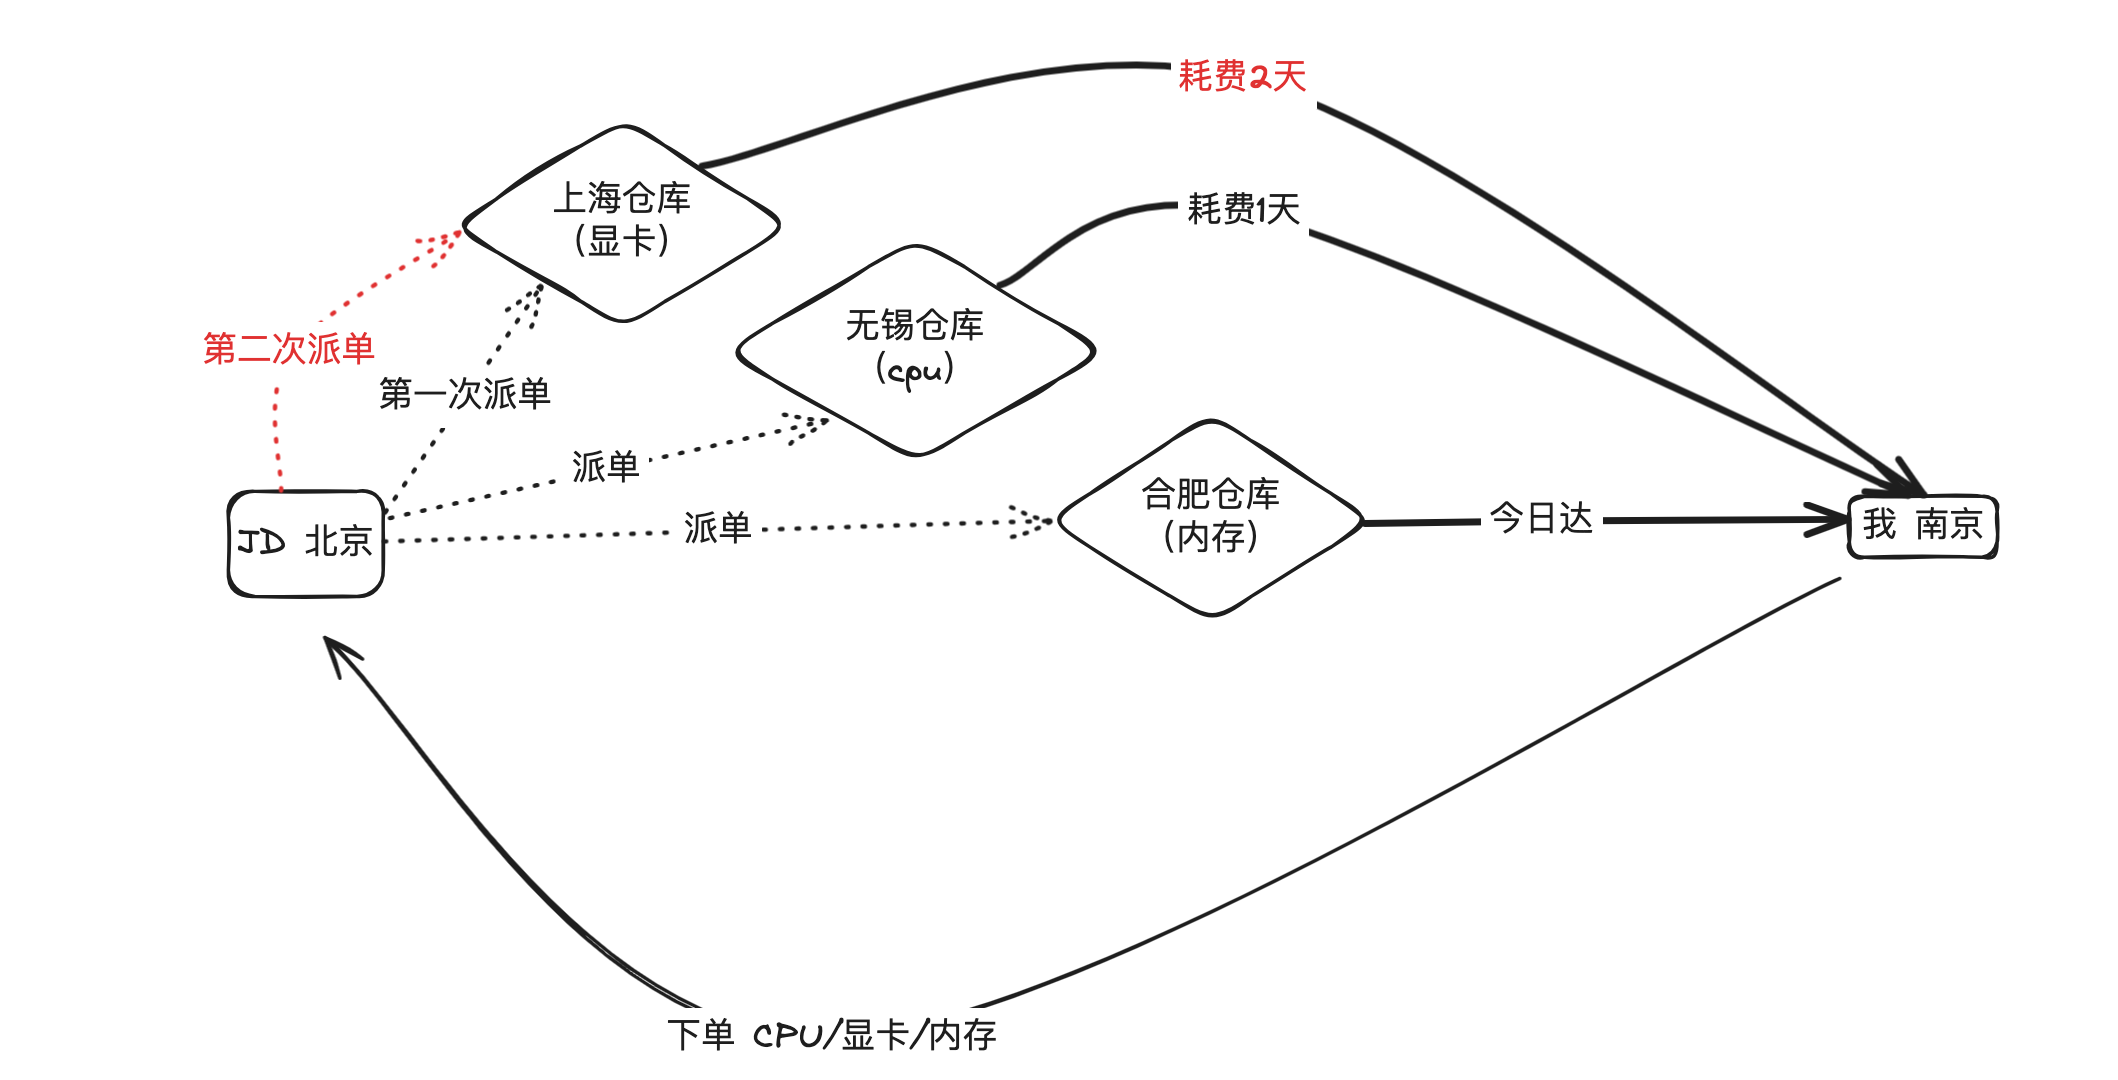 耗费2天
上海仓库
(显卡)
耗费1天
无锡仓库
(cpu)
第二次派单
第一次派单
派单
合肥仓库
(内存)
今日达
我 南京
派单
JD 北京
下单 CPU/显卡/内存